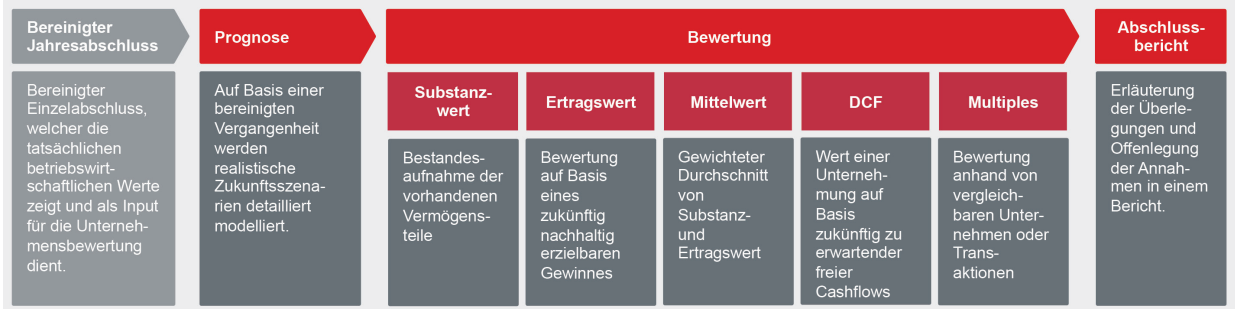 Bereinigter
Jahresabschluss
Prognose
Bewertung
Abschluss-
bericht
Bereinigter
Einzelabschluss,
welcher die
tatsächlichen
betriebswirt-
schaftlichen Werte
zeigt und als Input
für die Unterneh-
mensbewertung
dient.
Auf Basis einer
bereinigten
Vergangenheit
werden
realistische
Zukunftsszena-
rien detailliert
modelliert.
Substanz-
wert
Bestandes-
aufnahme der
vorhandenen
Vermögens-
teile
Ertragswert
Bewertung
auf Basis
eines
zukünftig
nachhaltig
erzielbaren
Gewinnes
Mittelwert
Gewichteter
Durchschnitt
von
Substanz-
und
Ertragswert
DCF
Wert einer
Unterneh-
mung auf
Basis
zukünftig zu
erwartender
freier
Cashflows
Multiples
Bewertung
anhand von
vergleich-
baren Unter-
nehmen oder
Trans-
aktionen
Erläuterung
der Überle-
gungen und
Offenlegung
der Annah-
men in einem
Bericht.